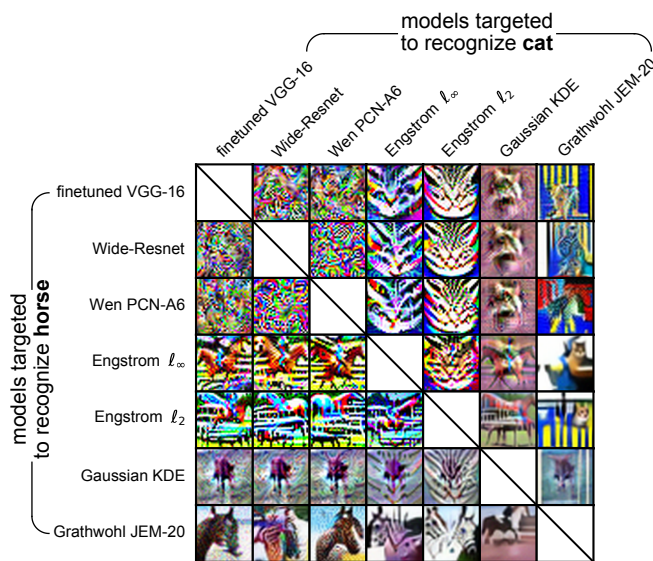 models targeted
to recognize cat
finetuned VGG-16
Wide-Resnet
Wen PCN-A6
Engstrom ℓ∞
Engstrom ℓ2
Gaussian KDE
Grathwohl JEM-20
models targeted
to recognize horse
finetuned VGG-16
Wide-Resnet
Wen PCN-A6
Engstrom ℓ∞
Engstrom ℓ2
Gaussian KDE
Grathwohl JEM-20